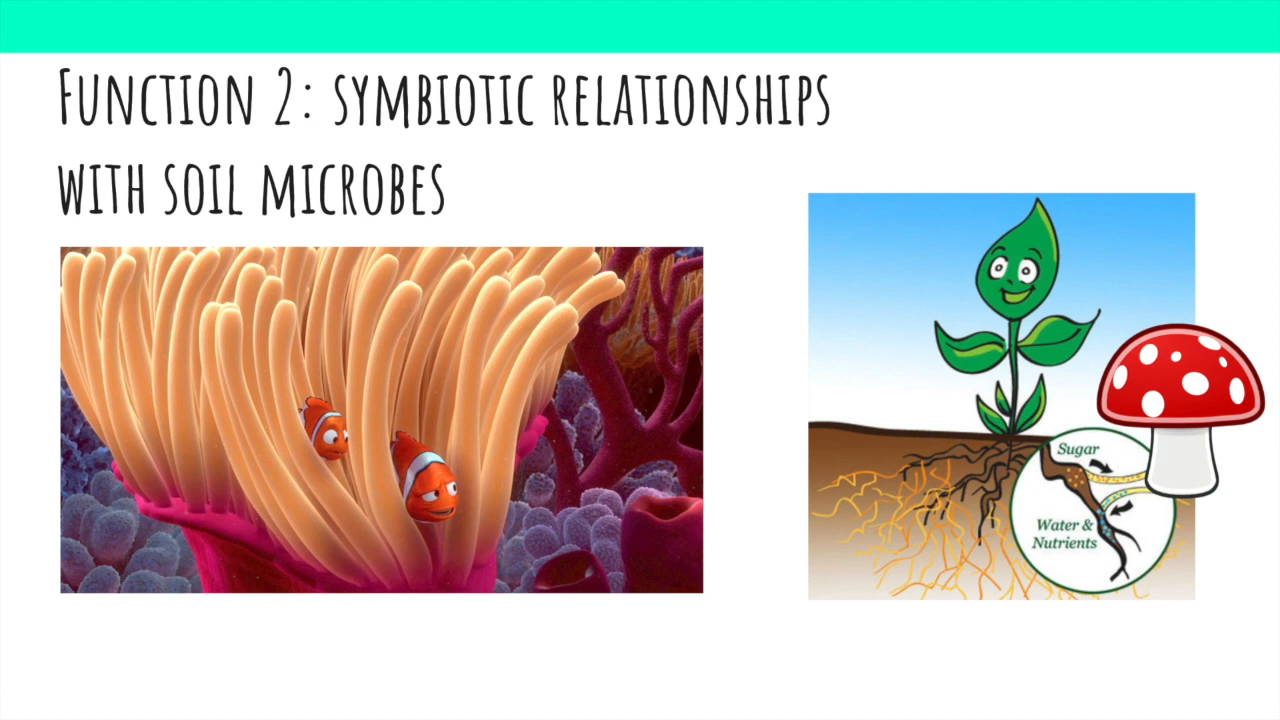 Function 2: symbiotic relationships
with soil microbes
Sugar
Water &
Nutrients